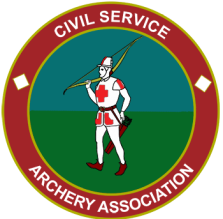 CIVIL SERVICE
ARCHERY ASSOCIATION